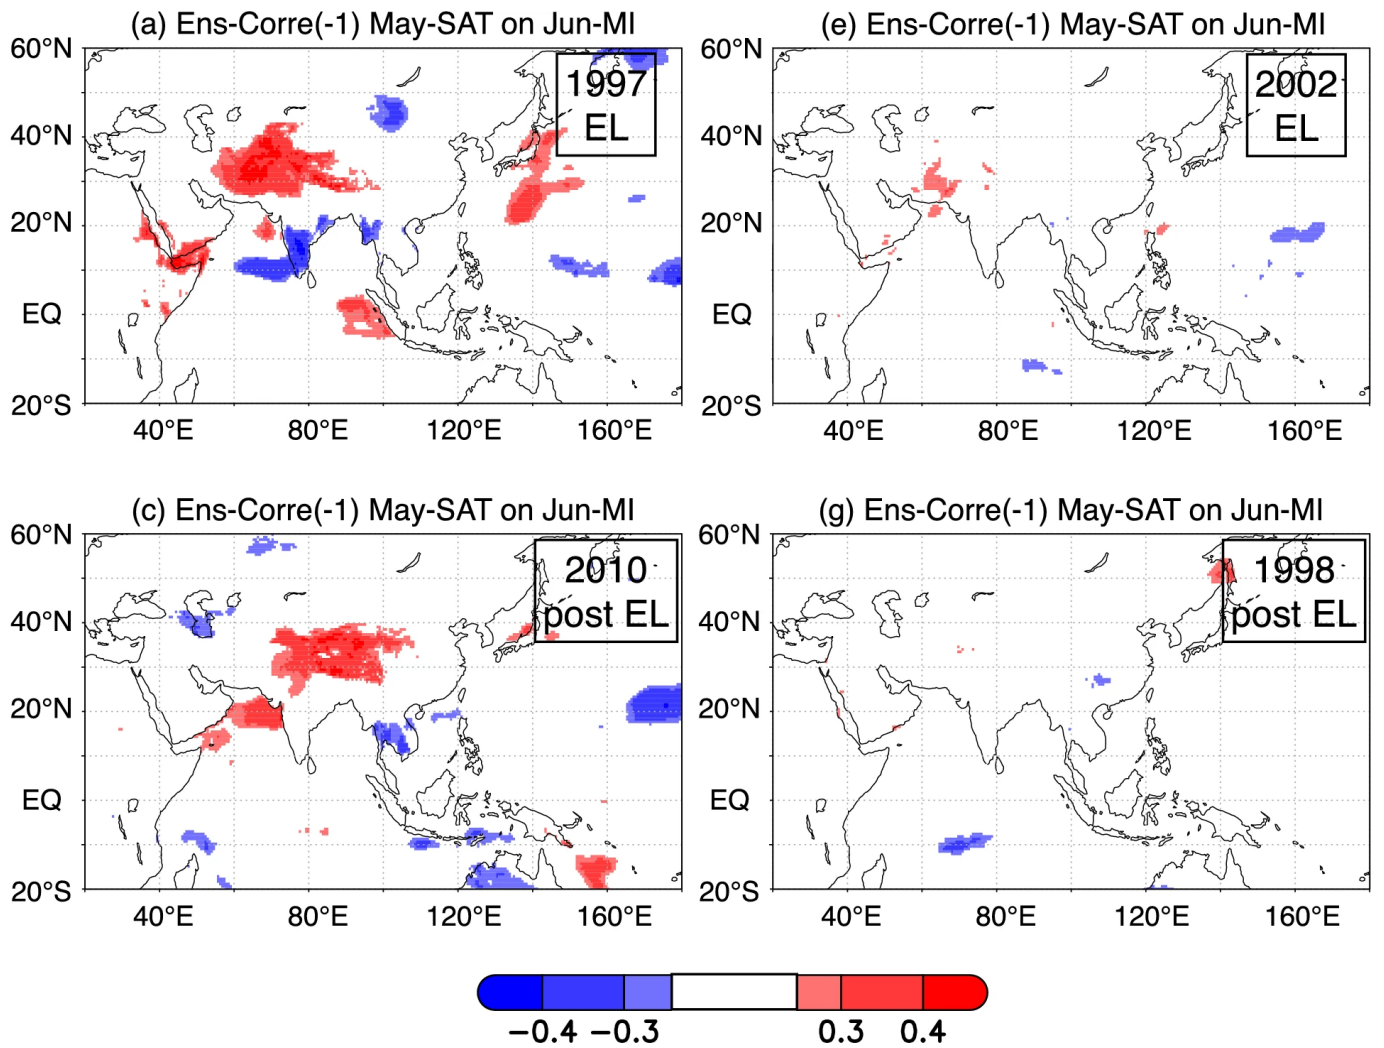 (a) Ens-Corre(-1) May-SAT on Jun-MI
60°N
40°N
20°N
EQ
20°S
40°E 80°E 120°E 160°E
1997
EL
(e) Ens-Corre(-1) May-SAT on Jun-MI
60°N
40°N
20°N
EQ
20°S
40°E 80°E 120°E 160°E
2002
EL
(c) Ens-Corre(-1) May-SAT on Jun-MI
60°N
40°N
20°N
EQ
20°S
40°E 80°E 120°E 160°E
2010
post EL
(g) Ens-Corre(-1) May-SAT on Jun-MI
60°N
40°N
20°N
EQ
20°S
40°E 80°E 120°E 160°E
1998
post EL
−0.4 −0.3 0.3 0.4